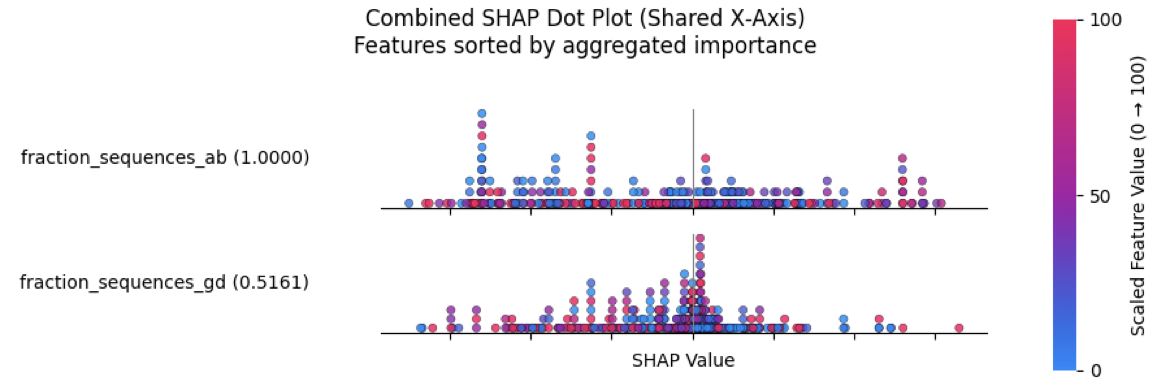 Combined SHAP Dot Plot (Shared X-Axis)
Features sorted by aggregated importance
fraction_sequences_ab (1.0000)
fraction_sequences_gd (0.5161)
SHAP Value
100
50
0
Scaled Feature Value (0 → 100)